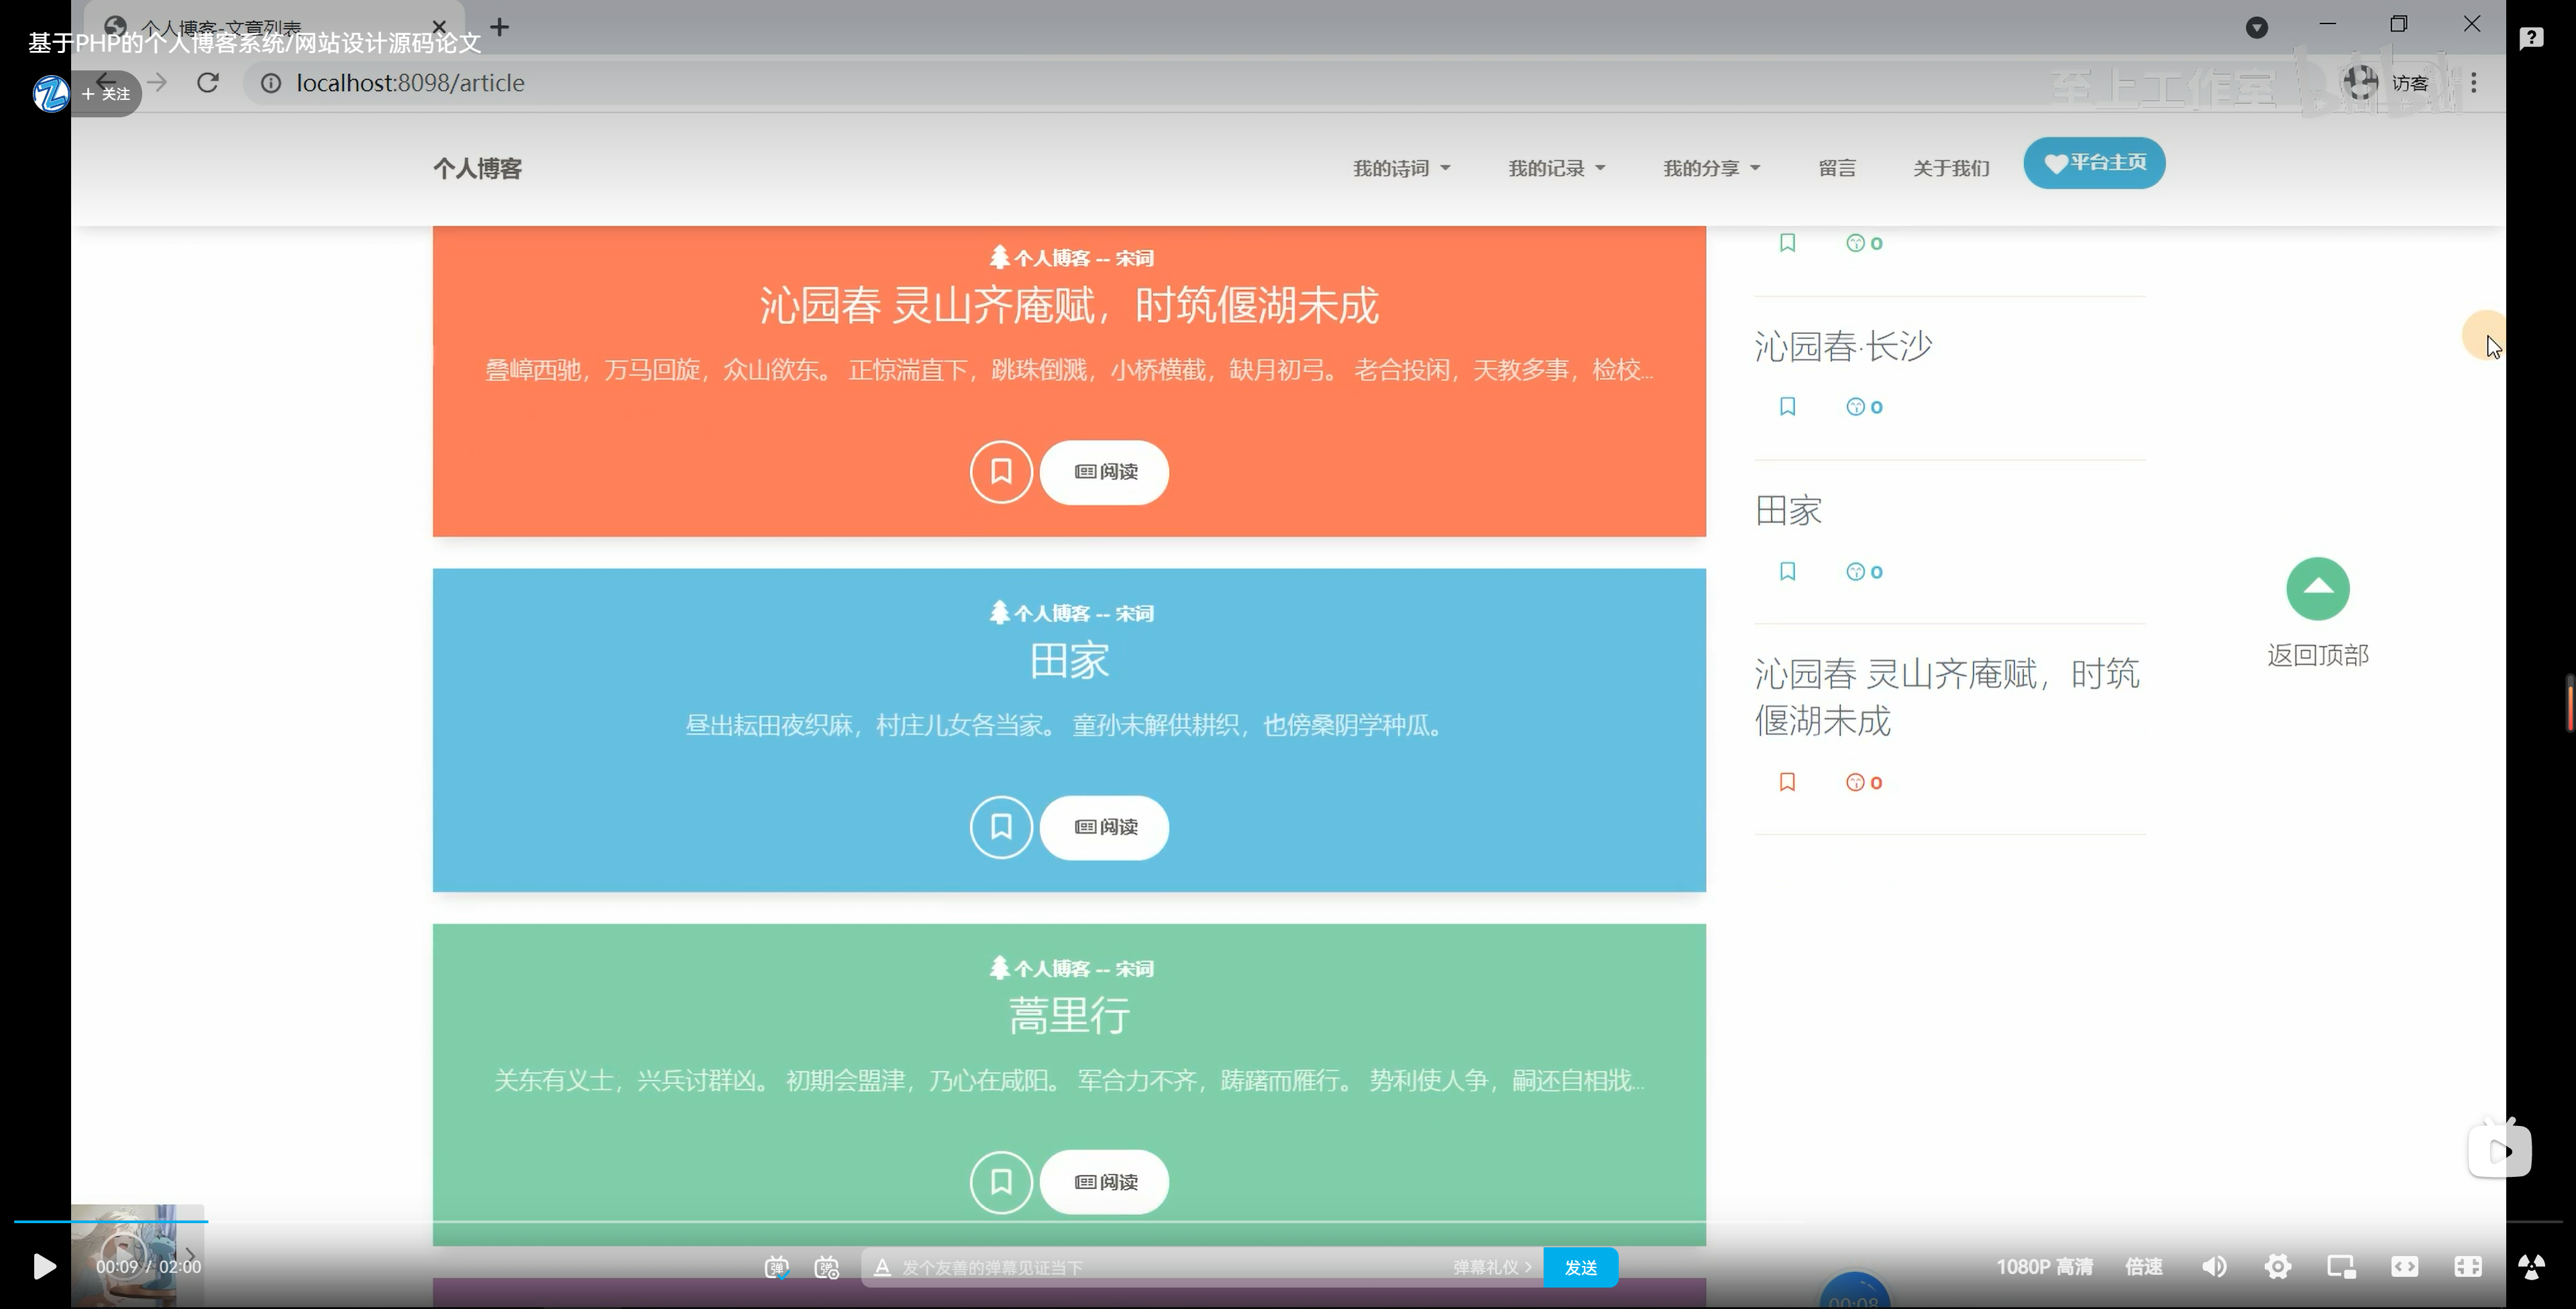 个人博客-文章列表
基于PHP的个人博客系统/网站设计源码论文
+ 关注
localhost:8098/article
至上工作室
bilibili
访客
个人博客
我的诗词
我的记录
我的分享
留言
关于我们
平台主页
个人博客 -- 宋词
沁园春 灵山齐庵赋，时筑偃湖未成
叠嶂西驰，万马回旋，众山欲东。 正惊湍直下，跳珠倒溅，小桥横截，缺月初弓。 老合投闲，天教多事，检校...
阅读
个人博客 -- 宋词
田家
昼出耘田夜织麻，村庄儿女各当家。 童孙未解供耕织，也傍桑阴学种瓜。
阅读
个人博客 -- 宋词
蒿里行
关东有义士，兴兵讨群凶。 初期会盟津，乃心在咸阳。 军合力不齐，踌躇而雁行。 势利使人争，嗣还自相戕...
阅读
0
沁园春·长沙
0
田家
0
沁园春 灵山齐庵赋，时筑
偃湖未成
0
返回顶部
00:09 / 02:00
弹
弹
A
发个友善的弹幕见证当下
弹幕礼仪 >
发送
1080P 高清
倍速
00:08